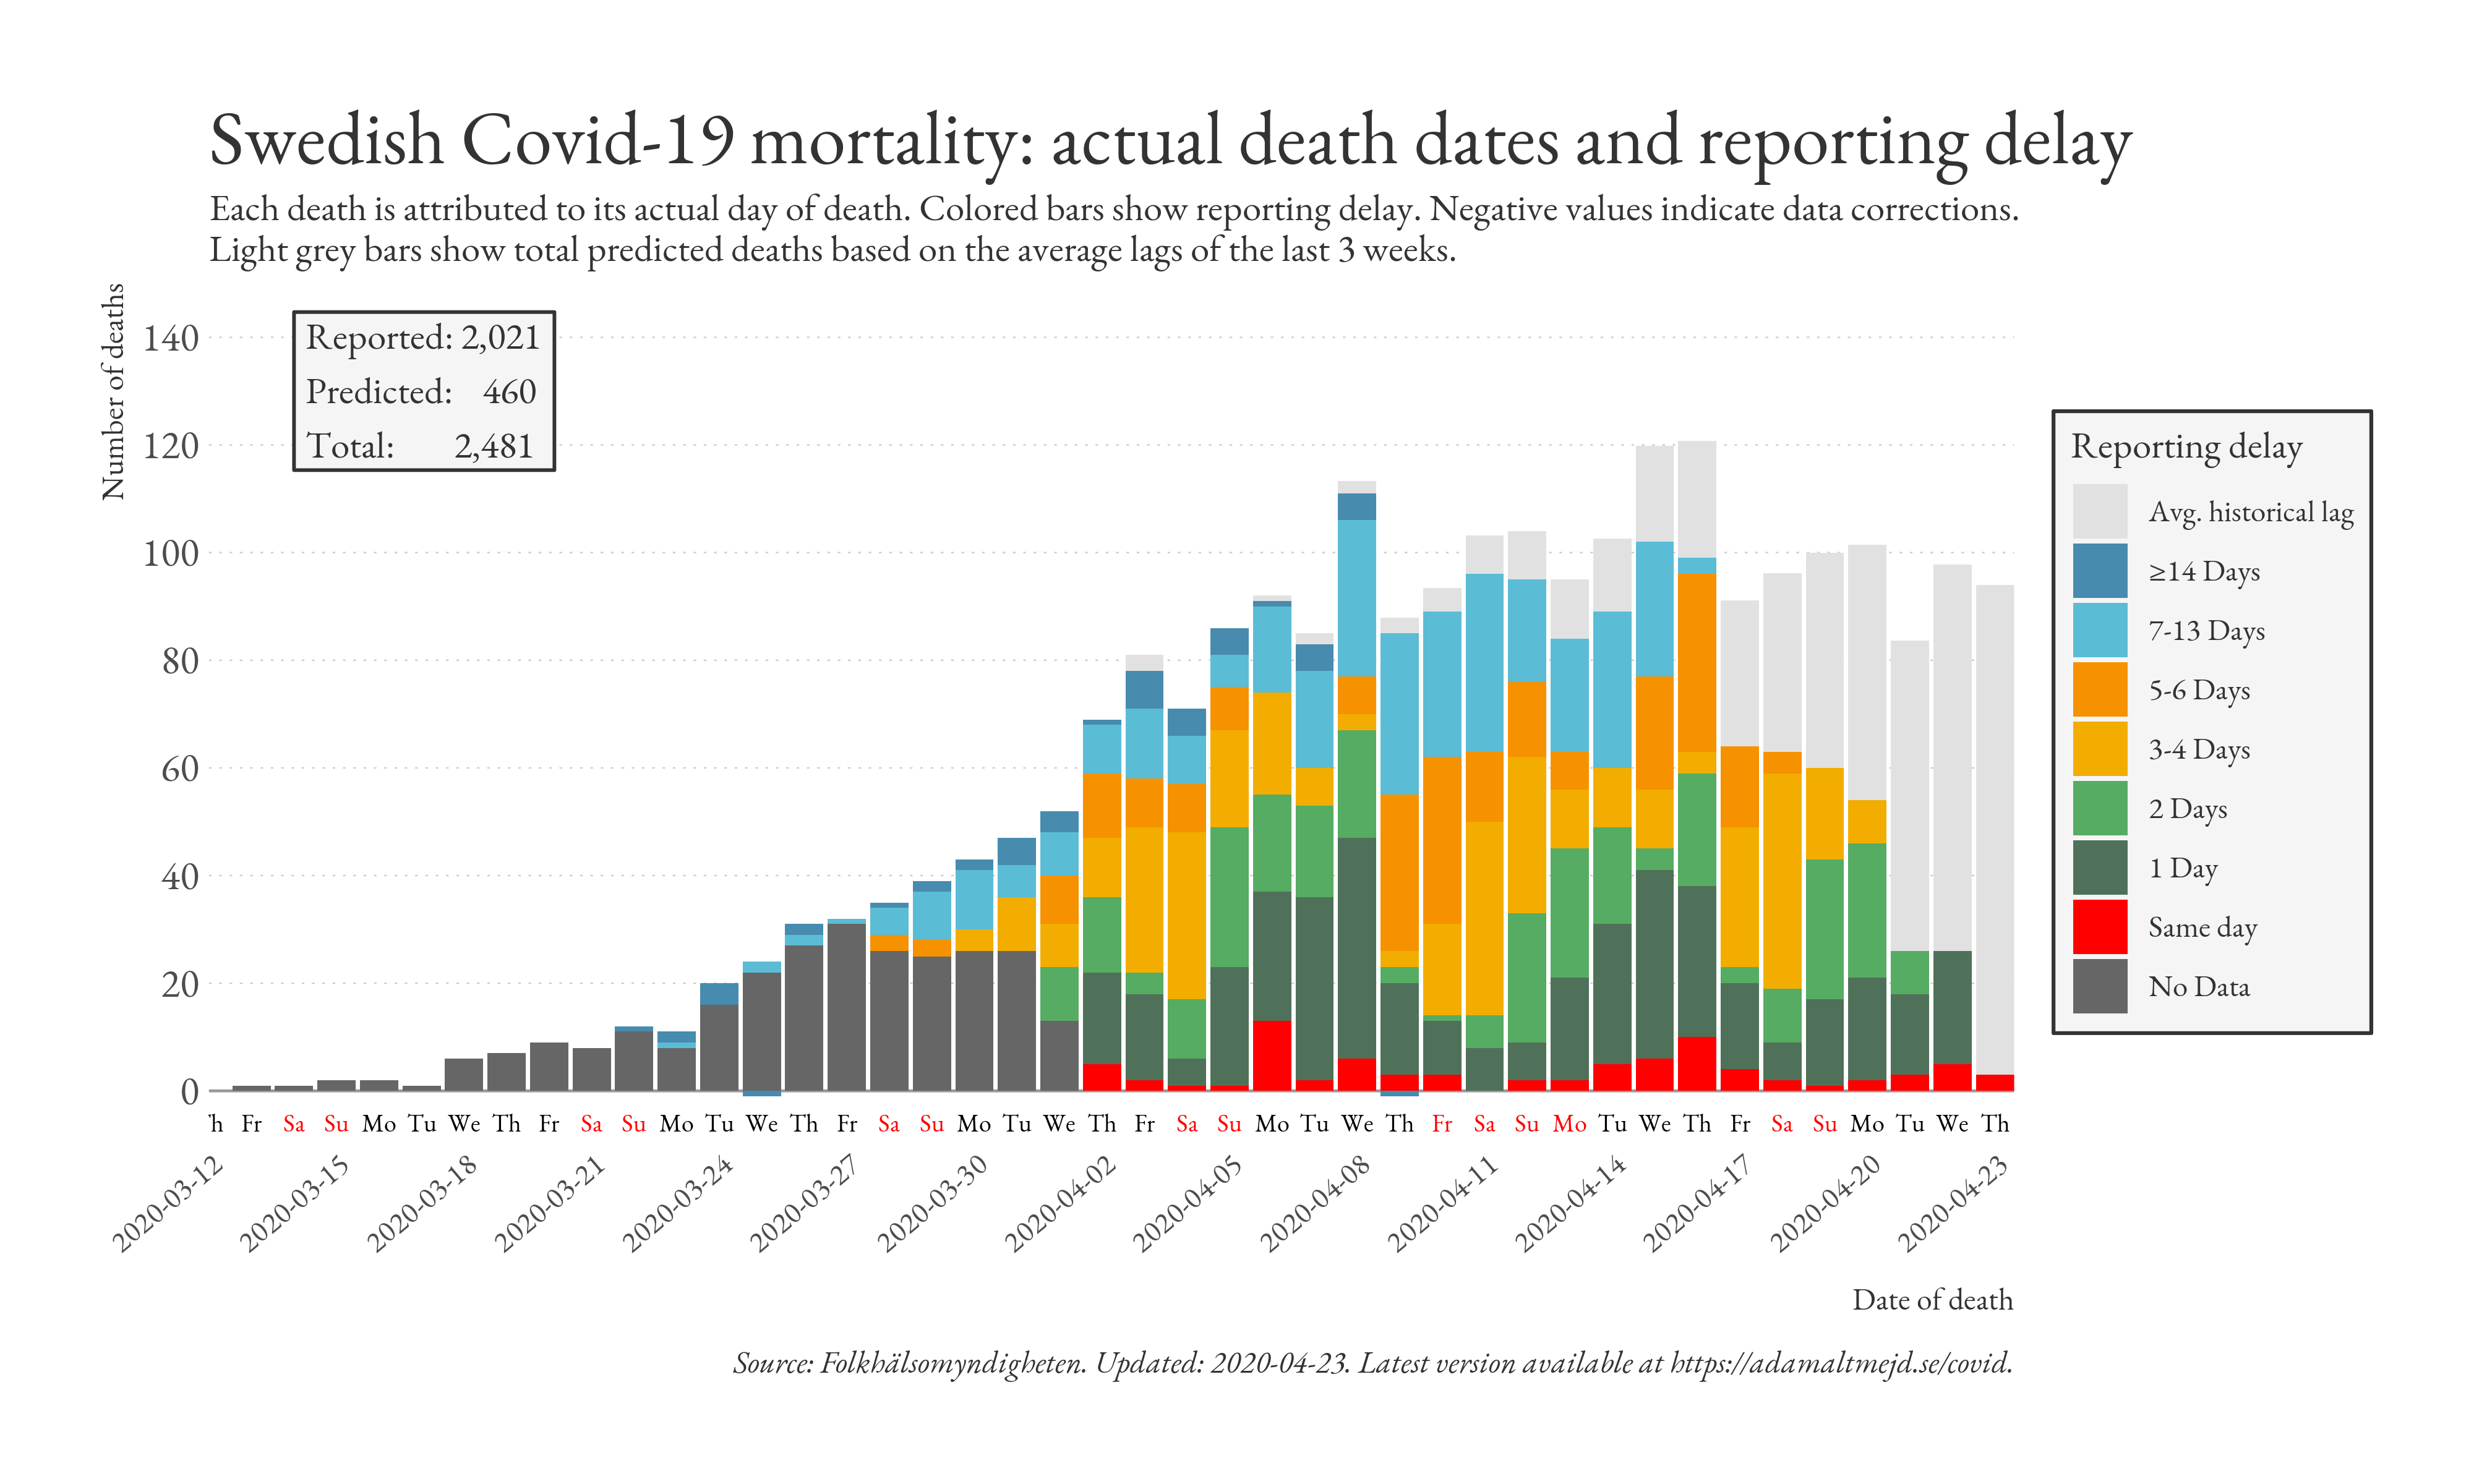 Swedish Covid-19 mortality: actual death dates and reporting delay
Each death is attributed to its actual day of death. Colored bars show reporting delay. Negative values indicate data corrections.
Light grey bars show total predicted deaths based on the average lags of the last 3 weeks.
Number of deaths
Reported: 2,021
Predicted: 460
Total: 2,481
140
120
100
80
60
40
20
0
Reporting delay
Avg. historical lag
≥14 Days
7-13 Days
5-6 Days
3-4 Days
2 Days
1 Day
Same day
No Data
h Fr Sa Su Mo Tu We Th Fr Sa Su Mo Tu We Th Fr Sa Su Mo Tu We Th Fr Sa Su Mo Tu We Th Fr Sa Su Mo Tu We Th Fr Sa Su Mo Tu We Th
2020-03-12
2020-03-15
2020-03-18
2020-03-21
2020-03-24
2020-03-27
2020-03-30
2020-04-02
2020-04-05
2020-04-08
2020-04-11
2020-04-14
2020-04-17
2020-04-20
2020-04-23
Date of death
Source: Folkhälsomyndigheten. Updated: 2020-04-23. Latest version available at https://adamaltmejd.se/covid.